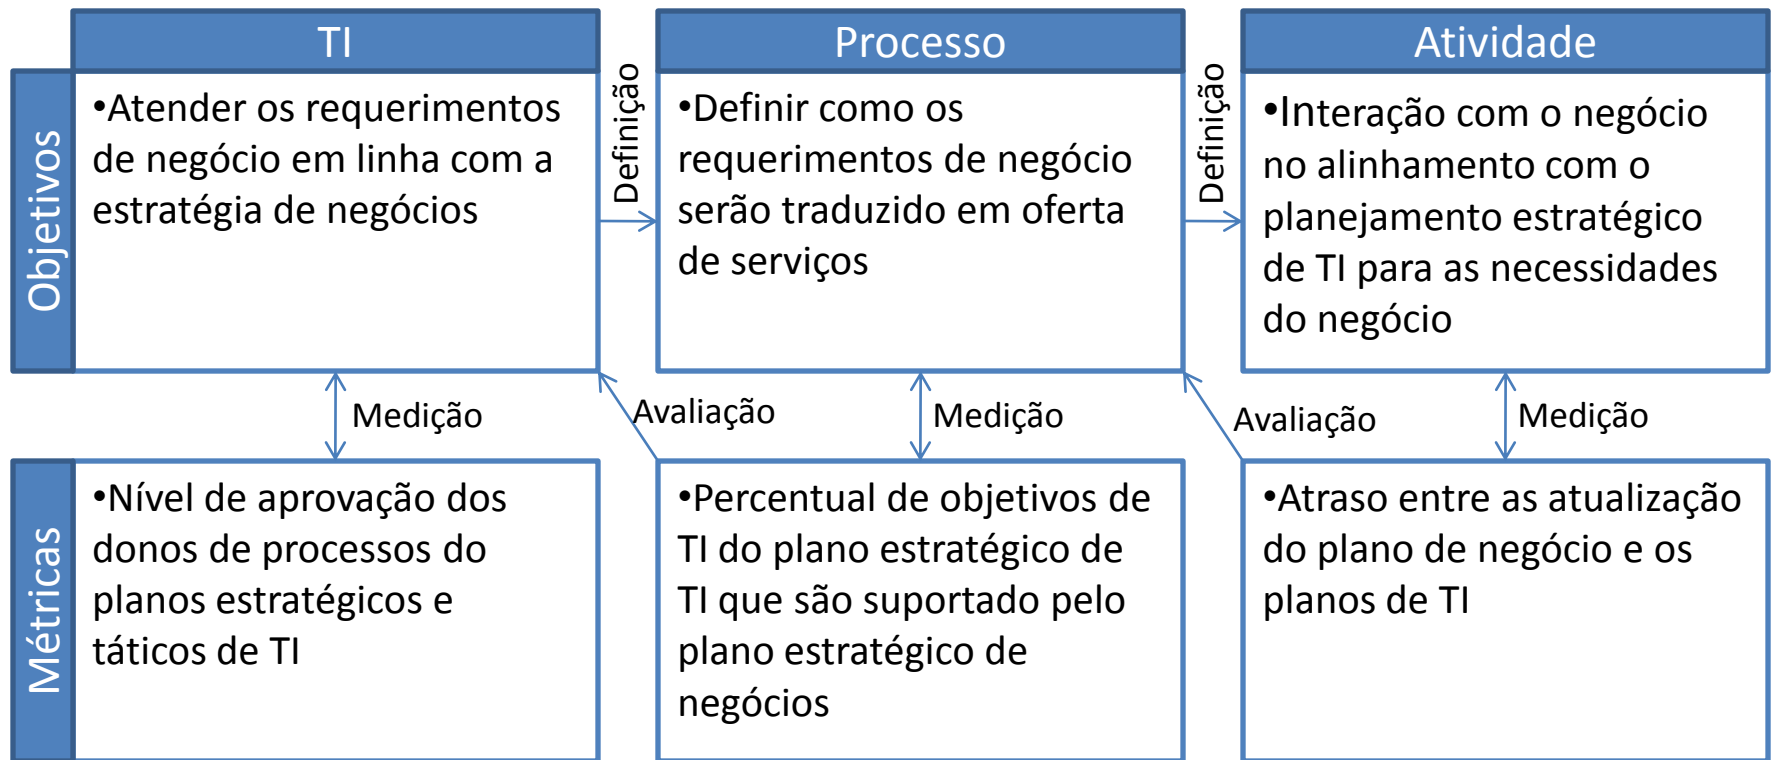 TI
Processo
Atividade
Objetivos
•Atender os requerimentos
de negócio em linha com a
estratégia de negócios
Definição
•Definir como os
requerimentos de negócio
serão traduzido em oferta
de serviços
Definição
•Interação com o negócio
no alinhamento com o
planejamento estratégico
de TI para as necessidades
do negócio
Medição
Avaliação
Medição
Avaliação
Medição
Métricas
•Nível de aprovação dos
donos de processos do
planos estratégicos e
táticos de TI
•Percentual de objetivos de
TI do plano estratégico de
TI que são suportado pelo
plano estratégico de
negócios
•Atraso entre as atualização
do plano de negócio e os
planos de TI